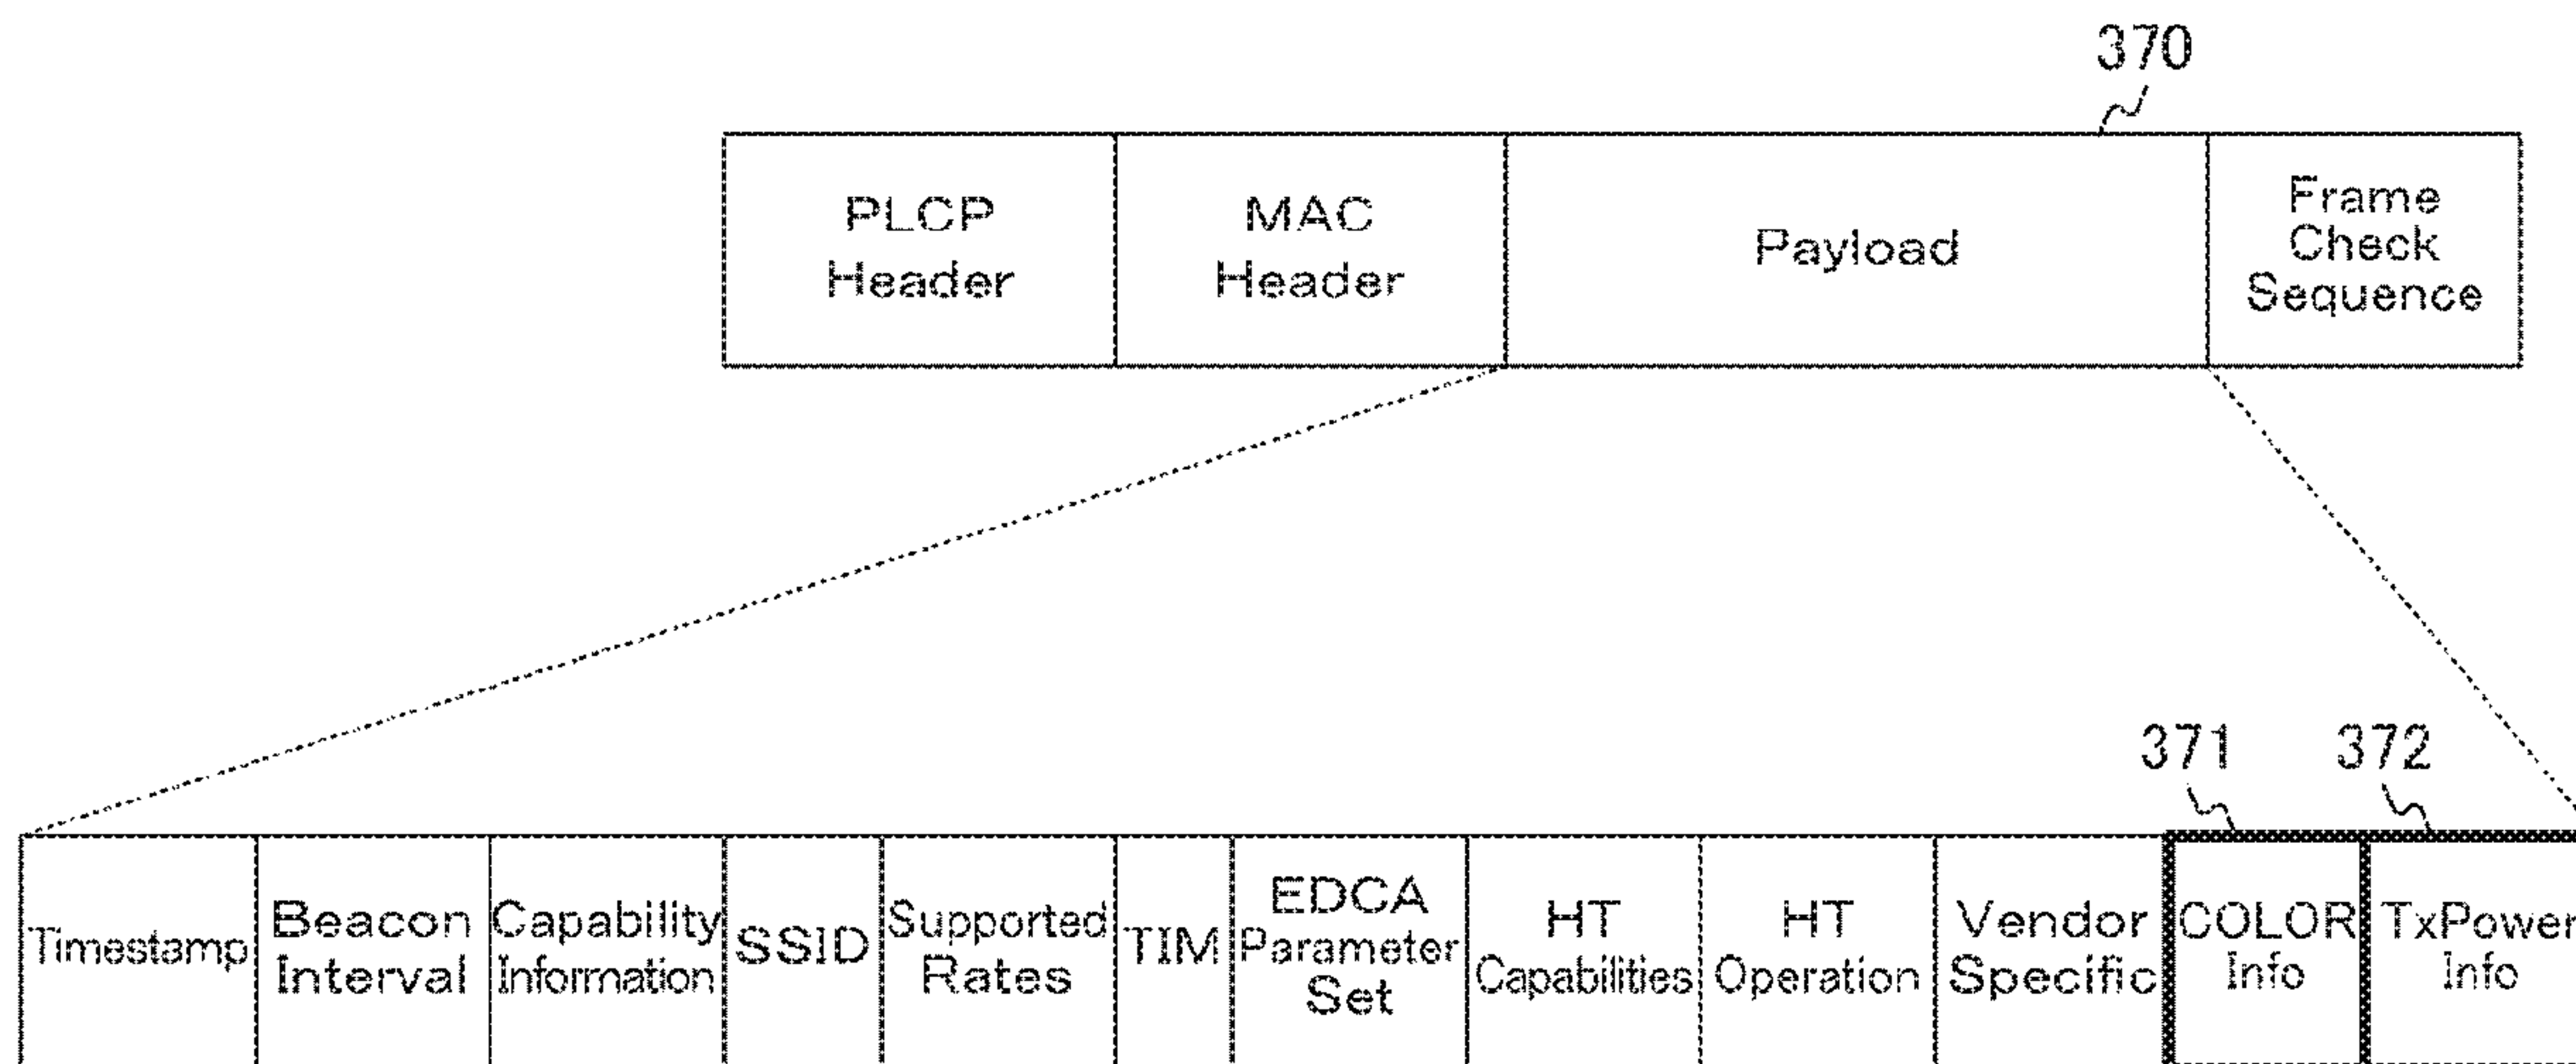 370
PLCP
Header
MAC
Header
Payload
Frame
Check
Sequence
371
372
Timestamp
Beacon
Interval
Capability
Information
SSID
Supported
Rates
TIM
EDCA
Parameter
Set
HT
Capabilities
HT
Operation
Vendor
Specific
COLOR
Info
TxPower
Info